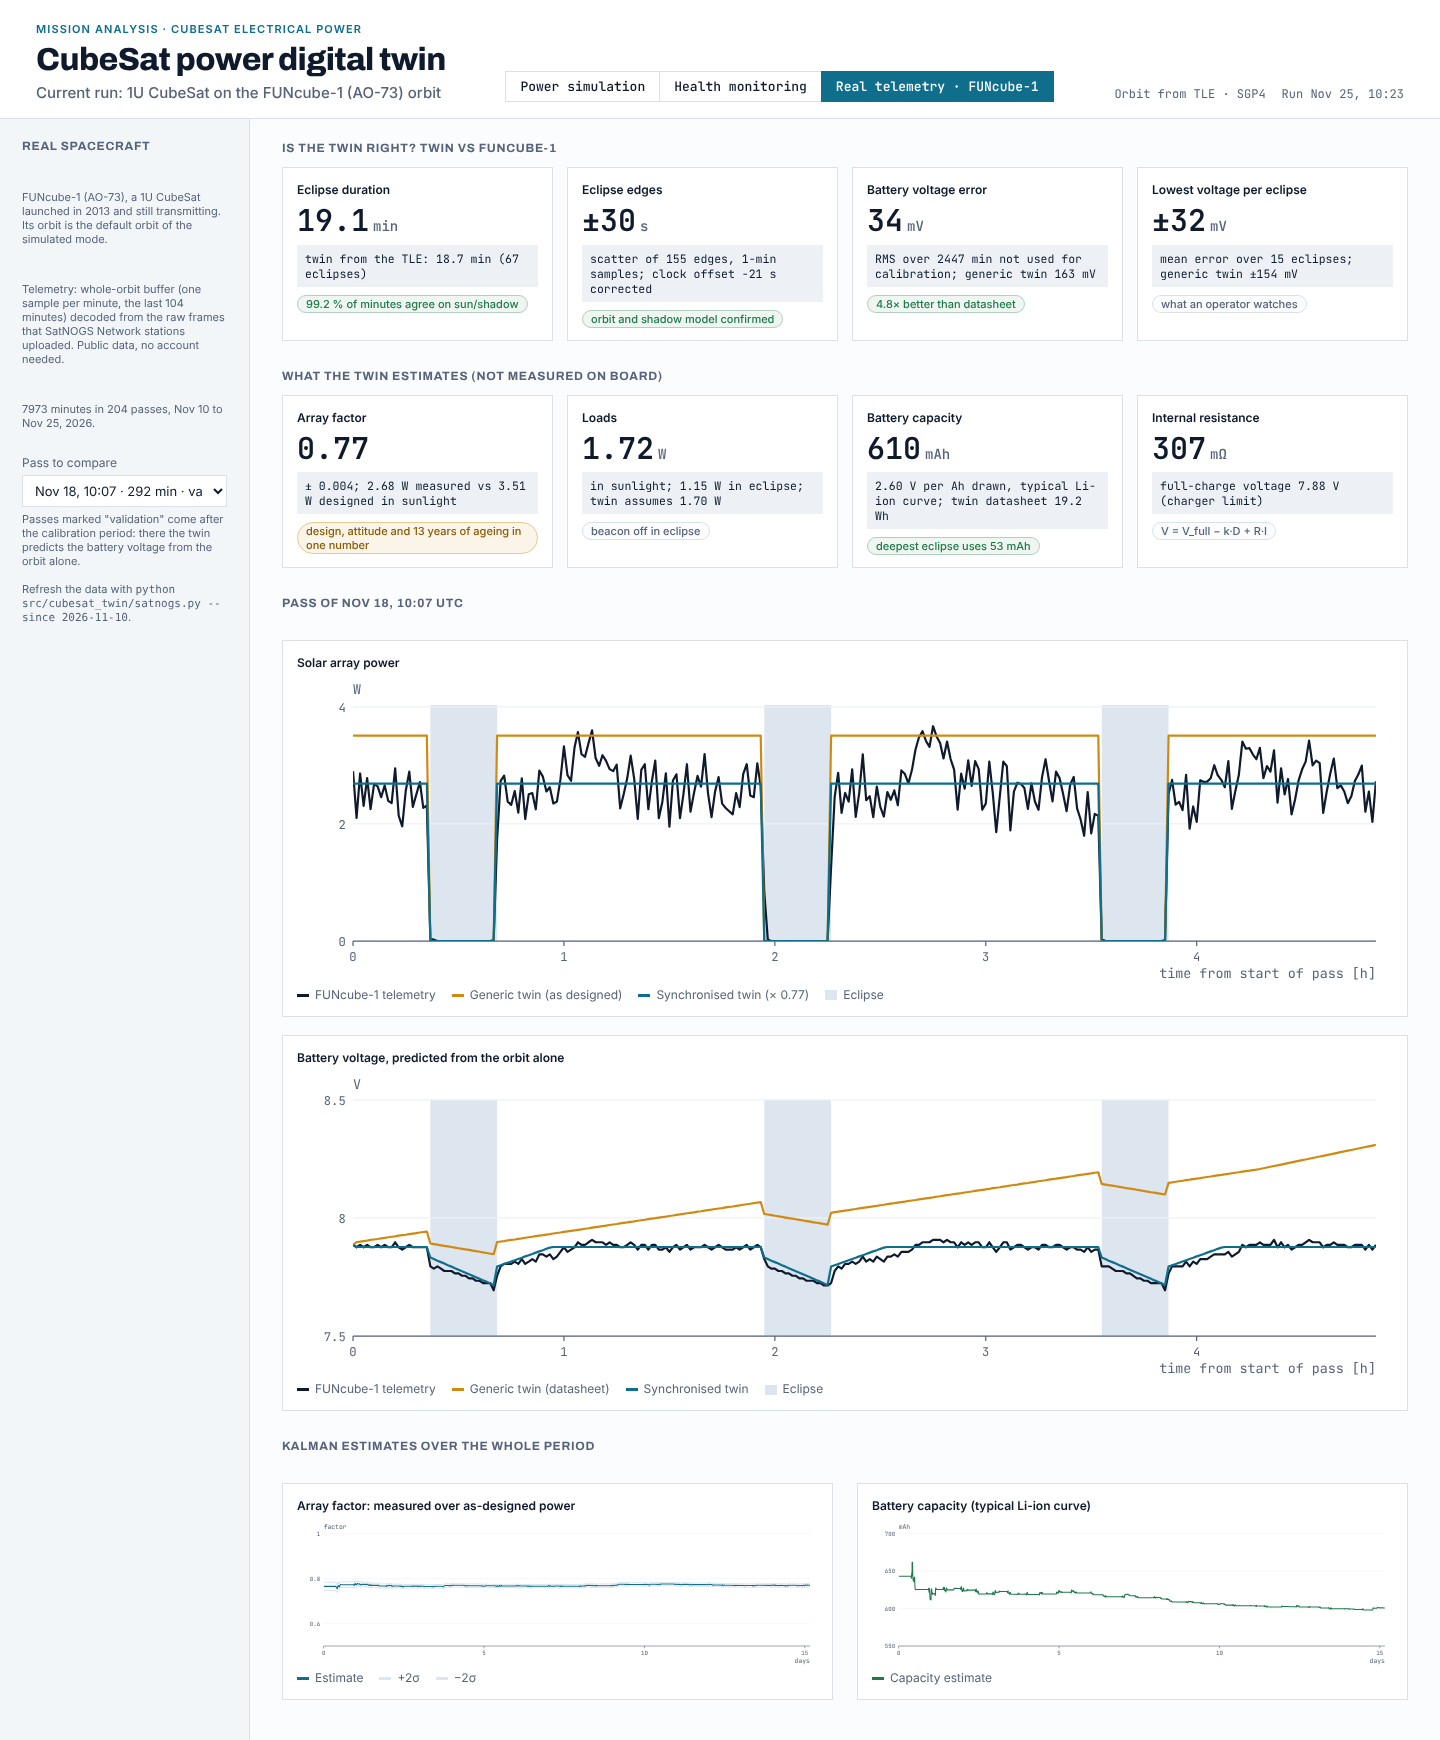 MISSION ANALYSIS · CUBESAT ELECTRICAL POWER
CubeSat power digital twin
Current run: 1U CubeSat on the FUNcube-1 (AO-73) orbit
Power simulation
Health monitoring
Real telemetry · FUNcube-1
Orbit from TLE · SGP4 Run Nov 25, 10:23
REAL SPACECRAFT
FUNcube-1 (AO-73), a 1U CubeSat
launched in 2013 and still transmitting.
Its orbit is the default orbit of the
simulated mode.
Telemetry: whole-orbit buffer (one
sample per minute, the last 104
minutes) decoded from the raw frames
that SatNOGS Network stations
uploaded. Public data, no account
needed.
7973 minutes in 204 passes, Nov 10 to
Nov 25, 2026.
Pass to compare
Nov 18, 10:07 · 292 min · va
Passes marked "validation" come after
the calibration period: there the twin
predicts the battery voltage from the
orbit alone.
Refresh the data with python
src/cubesat_twin/satnogs.py --
since 2026-11-10.
IS THE TWIN RIGHT? TWIN VS FUNCUBE-1
Eclipse duration
19.1 min
twin from the TLE: 18.7 min (67
eclipses)
99.2 % of minutes agree on sun/shadow
Eclipse edges
±30 s
scatter of 155 edges, 1-min
samples; clock offset -21 s
corrected
orbit and shadow model confirmed
Battery voltage error
34 mV
RMS over 2447 min not used for
calibration; generic twin 163 mV
4.8× better than datasheet
Lowest voltage per eclipse
±32 mV
mean error over 15 eclipses;
generic twin ±154 mV
what an operator watches
WHAT THE TWIN ESTIMATES (NOT MEASURED ON BOARD)
Array factor
0.77
± 0.004; 2.68 W measured vs 3.51
W designed in sunlight
design, attitude and 13 years of ageing in
one number
Loads
1.72 W
in sunlight; 1.15 W in eclipse;
twin assumes 1.70 W
beacon off in eclipse
Battery capacity
610 mAh
2.60 V per Ah drawn, typical Li-
ion curve; twin datasheet 19.2
Wh
deepest eclipse uses 53 mAh
Internal resistance
307 mΩ
full-charge voltage 7.88 V
(charger limit)
V = V_full − k·D + R·I
PASS OF NOV 18, 10:07 UTC
Solar array power
W
4
2
0
0 1 2 3 4
time from start of pass [h]
FUNcube-1 telemetry Generic twin (as designed) Synchronised twin (× 0.77) Eclipse
Battery voltage, predicted from the orbit alone
V
8.5
8
7.5
0 1 2 3 4
time from start of pass [h]
FUNcube-1 telemetry Generic twin (datasheet) Synchronised twin Eclipse
KALMAN ESTIMATES OVER THE WHOLE PERIOD
Array factor: measured over as-designed power
factor
1
0.8
0.6
0 5 10 15
days
Estimate +2σ −2σ
Battery capacity (typical Li-ion curve)
mAh
700
650
600
550
0 5 10 15
days
Capacity estimate